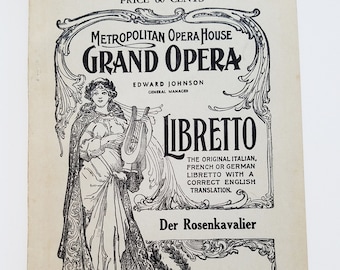 PRICE 60 CENTS
METROPOLITAN OPERA HOUSE
GRAND OPERA
EDWARD JOHNSON
GENERAL MANAGER
LIBRETTO
THE ORIGINAL ITALIAN,
FRENCH OR GERMAN
LIBRETTO WITH A
CORRECT ENGLISH
TRANSLATION.
Der Rosenkavalier